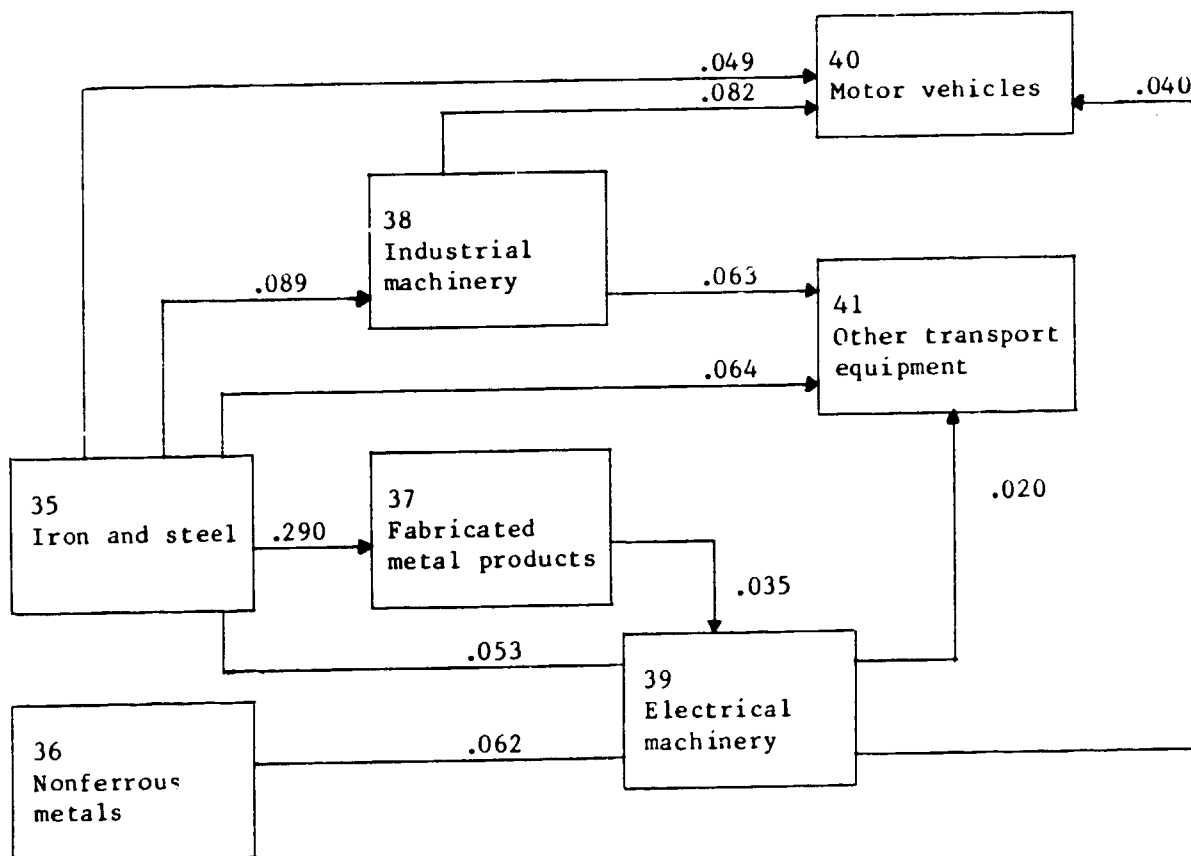 .049
40
Motor vehicles
.082
.040
38
Industrial
machinery
.089
.063
41
Other transport
equipment
.064
35
Iron and steel
.290
37
Fabricated
metal products
.020
.035
.053
39
Electrical
machinery
36
Nonferrous
metals
.062